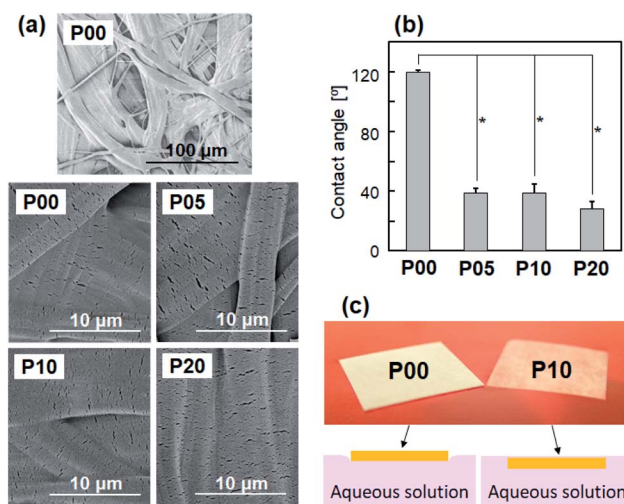 (a)
P00
100 µm
P00
P05
10 µm
10 µm
P10
P20
10 µm
10 µm
(b)
Contact angle [º]
120
80
40
0
*
*
*
P00
P05
P10
P20
(c)
P00
P10
Aqueous solution
Aqueous solution